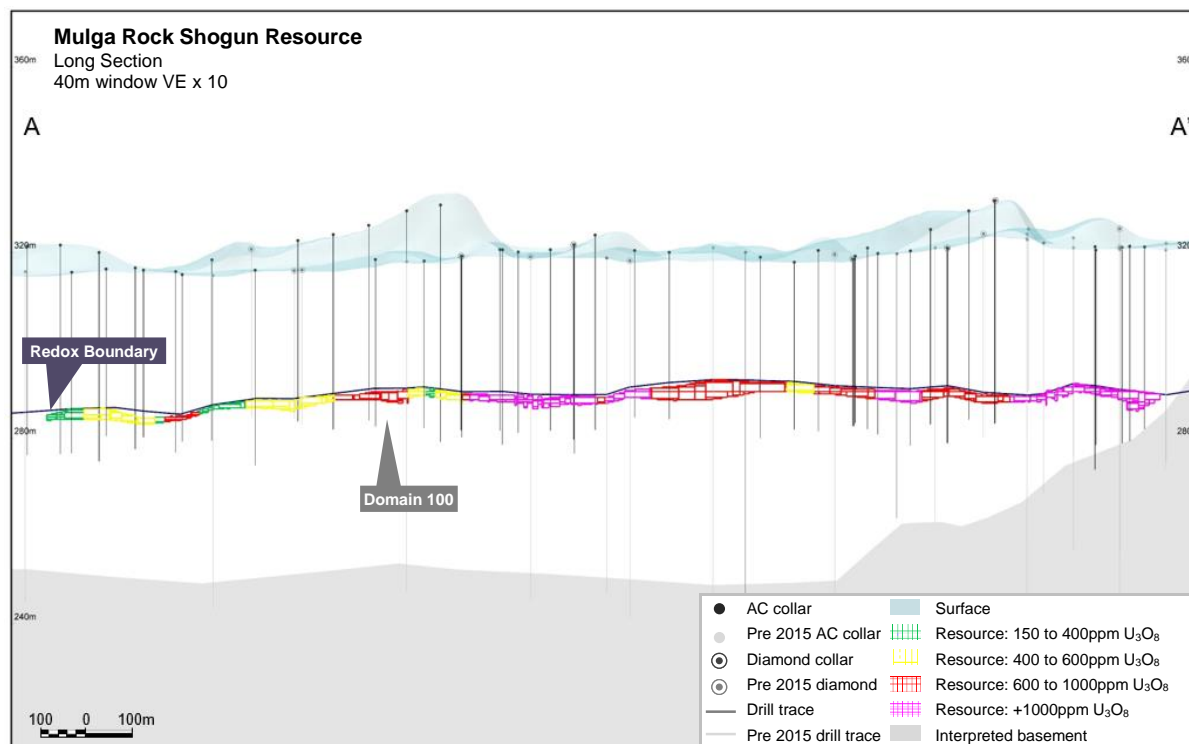 Mulga Rock Shogun Resource
Long Section
40m window VE x 10
360m
360
A
A'
320m
320
Redox Boundary
280m
280
Domain 100
240m
AC collar
Pre 2015 AC collar
Diamond collar
Pre 2015 diamond
Drill trace
Pre 2015 drill trace
Surface
Resource: 150 to 400ppm U₃O₈
Resource: 400 to 600ppm U₃O₈
Resource: 600 to 1000ppm U₃O₈
Resource: +1000ppm U₃O₈
Interpreted basement
100 0 100m